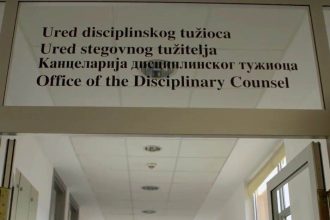 Ured disciplinskog tužioca
Ured stegovnog tužitelja
Канцеларија дисциплинског тужиоца
Office of the Disciplinary Counsel